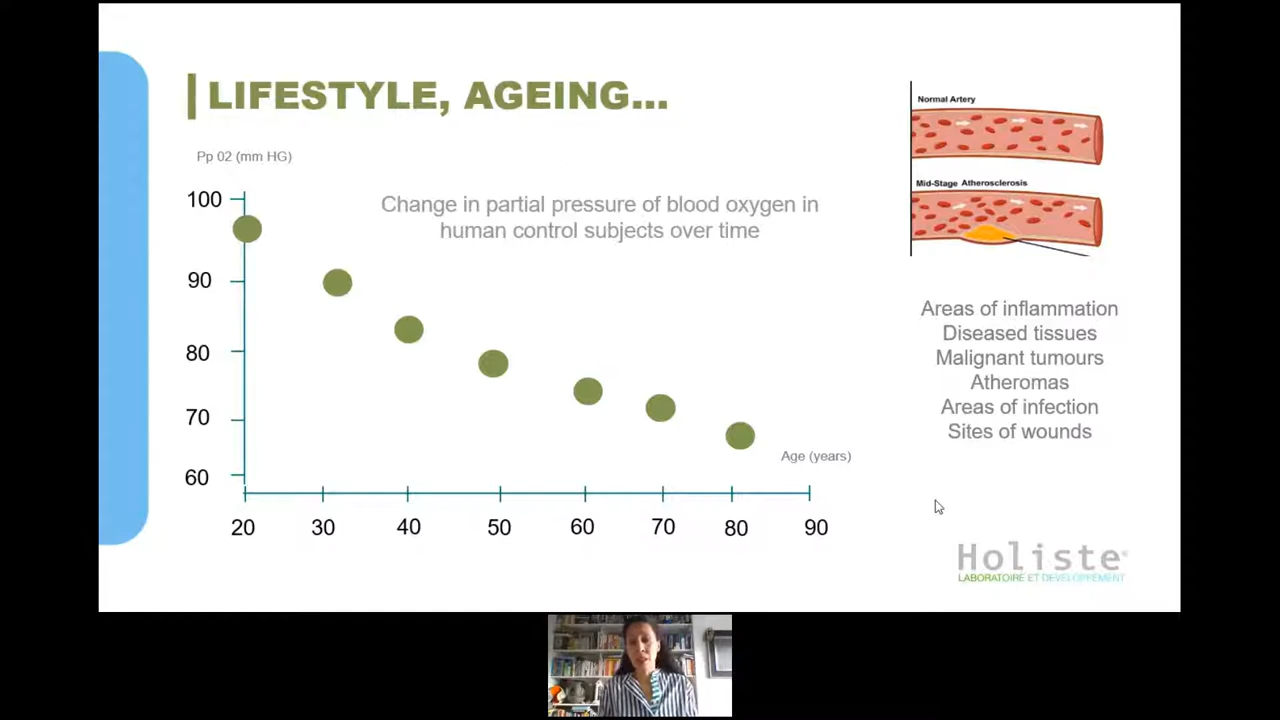 LIFESTYLE, AGEING...
Pp 02 (mm HG)
Change in partial pressure of blood oxygen in
human control subjects over time
100
90
80
70
60
20 30 40 50 60 70 80 90
Age (years)
Normal Artery
Mid-Stage Atherosclerosis
Areas of inflammation
Diseased tissues
Malignant tumours
Atheromas
Areas of infection
Sites of wounds
Holiste®
LABORATOIRE ET DEVELOPPEMENT